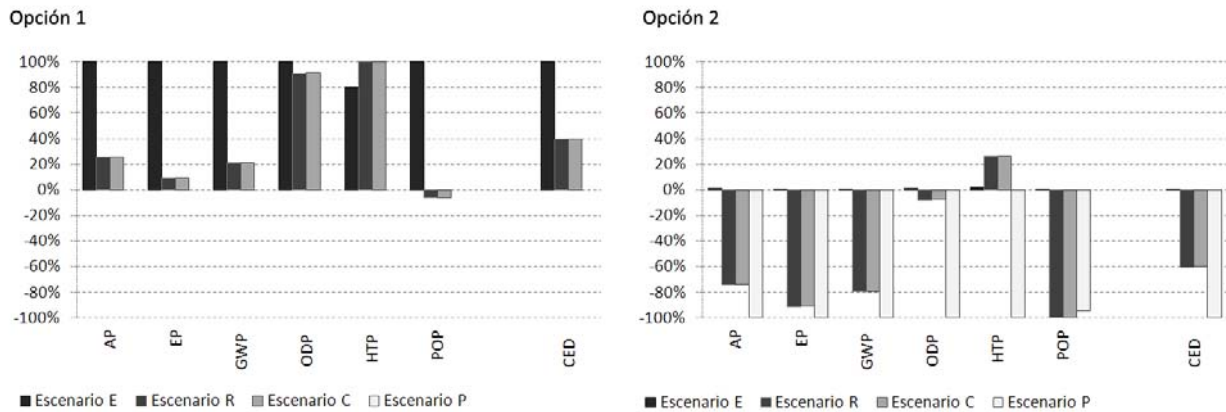 Opción 1
100%
80%
60%
40%
20%
0%
-20%
-40%
-60%
-80%
-100%
AP
EP
GWP
ODP
HTP
POP
CED
Escenario E Escenario R Escenario C Escenario P
Opción 2
100%
80%
60%
40%
20%
0%
-20%
-40%
-60%
-80%
-100%
AP
EP
GWP
ODP
HTP
POP
CED
Escenario E Escenario R Escenario C Escenario P